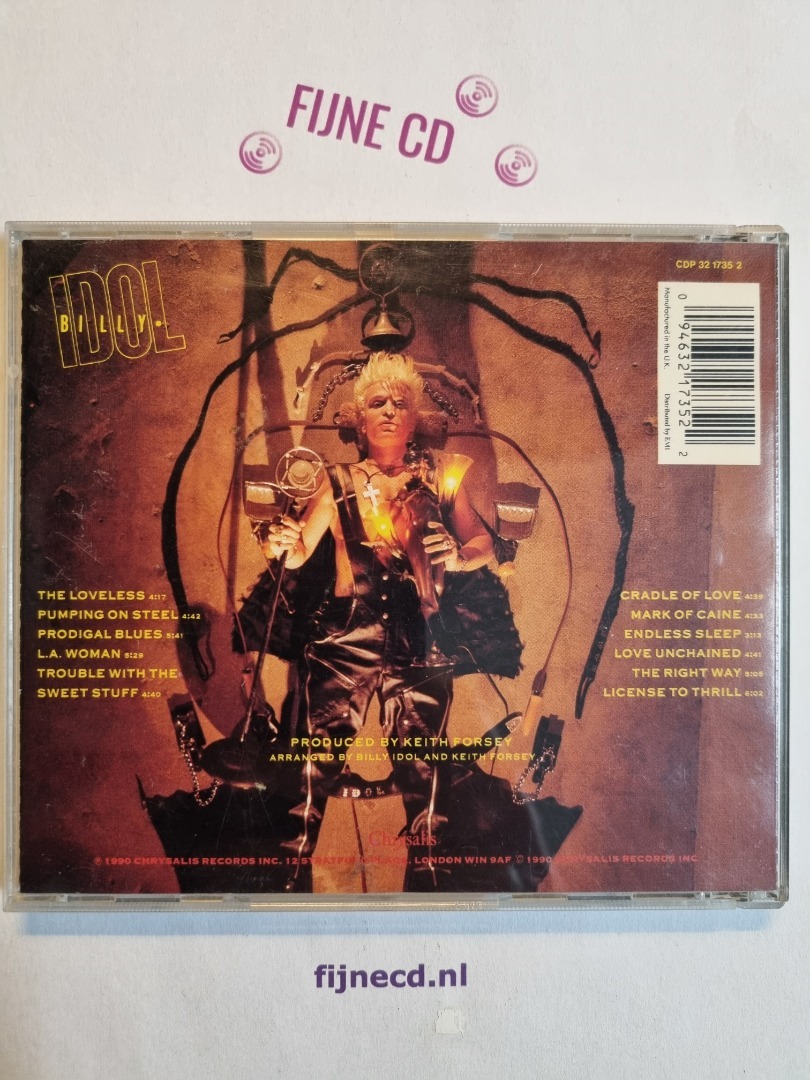 FIJNE CD
BILLY
IDOL
CDP 32 1735 2
Manufactured in the U.K.
Distributed by EMI
0 94632 17352 2
THE LOVELESS 4:17
PUMPING ON STEEL 4:42
PRODIGAL BLUES 5:41
L.A. WOMAN 5:29
TROUBLE WITH THE
SWEET STUFF 4:40
CRADLE OF LOVE 4:39
MARK OF CAINE 4:33
ENDLESS SLEEP 3:13
LOVE UNCHAINED 4:41
THE RIGHT WAY 5:05
LICENSE TO THRILL 6:02
PRODUCED BY KEITH FORSEY
ARRANGED BY BILLY IDOL AND KEITH FORSEY
IDOL
Chrysalis
℗ 1990 CHRYSALIS RECORDS INC. 12 PLACE, LONDON WIN 9AF © 1990 CHRYSALIS RECORDS INC
fijnecd.nl